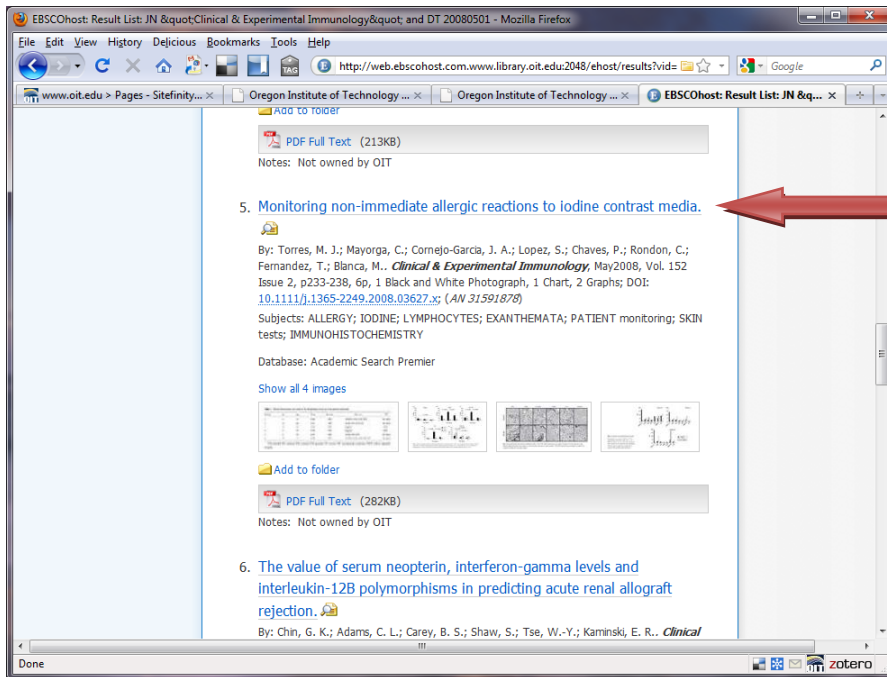 EBSCOhost: Result List: JN &quot;Clinical & Experimental Immunology&quot; and DT 20080501 - Mozilla Firefox
File Edit View History Delicious Bookmarks Tools Help
TAG http://web.ebscohost.com.www.library.oit.edu:2048/ehost/results?vid= Google
www.oit.edu > Pages - Sitefinity... Oregon Institute of Technology ... Oregon Institute of Technology ... EBSCOhost: Result List: JN &q...
Add to folder
PDF Full Text (213KB)
Notes: Not owned by OIT
5. Monitoring non-immediate allergic reactions to iodine contrast media.
By: Torres, M. J.; Mayorga, C.; Cornejo-Garcia, J. A.; Lopez, S.; Chaves, P.; Rondon, C.;
Fernandez, T.; Blanca, M.. Clinical & Experimental Immunology, May2008, Vol. 152
Issue 2, p233-238, 6p, 1 Black and White Photograph, 1 Chart, 2 Graphs; DOI:
10.1111/j.1365-2249.2008.03627.x; (AN 31591878)
Subjects: ALLERGY; IODINE; LYMPHOCYTES; EXANTHEMATA; PATIENT monitoring; SKIN
tests; IMMUNOHISTOCHEMISTRY
Database: Academic Search Premier
Show all 4 images
Add to folder
PDF Full Text (282KB)
Notes: Not owned by OIT
6. The value of serum neopterin, interferon-gamma levels and
interleukin-12B polymorphisms in predicting acute renal allograft
rejection.
By: Chin, G. K.; Adams, C. L.; Carey, B. S.; Shaw, S.; Tse, W.-Y.; Kaminski, E. R.. Clinical
Done zotero